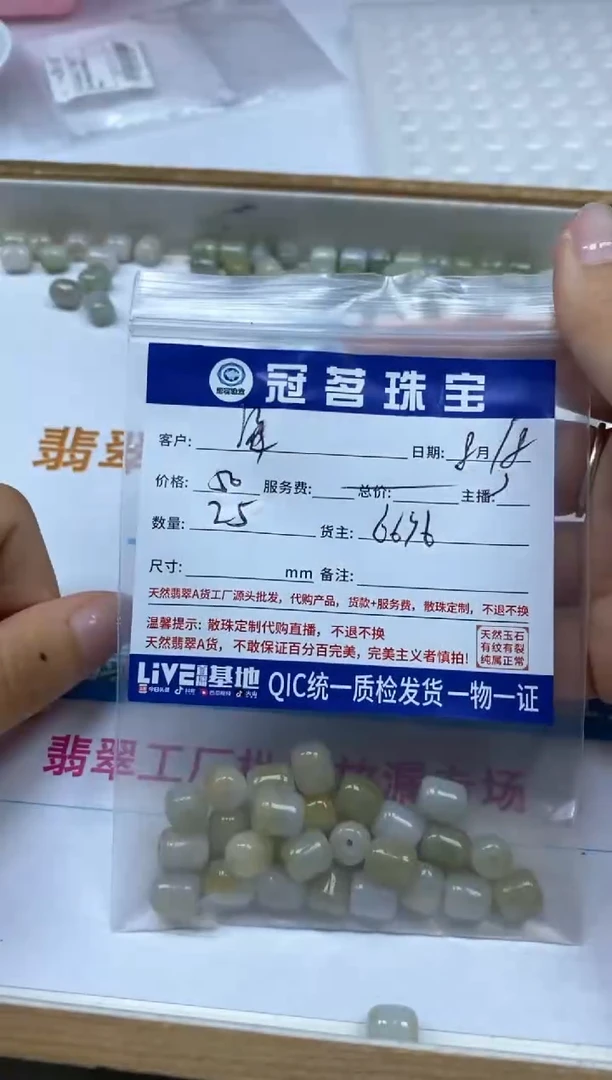 冠茗珠宝
客户: 日期: 8月18
价格: 50 服务费: 总价: 主播:
数量: 25 货主: 6696
尺寸: mm 备注:
天然翡翠A货工厂源头批发，代购产品，货款+服务费，散珠定制，不退不换
温馨提示: 散珠定制代购直播，不退不换
天然翡翠A货，不敢保证百分百完美，完美主义者慎拍!
天然玉石
有纹有裂
纯属正常
LiVE直播基地 QIC统一质检发货一物一证
翡翠
翡翠工厂 漏专场